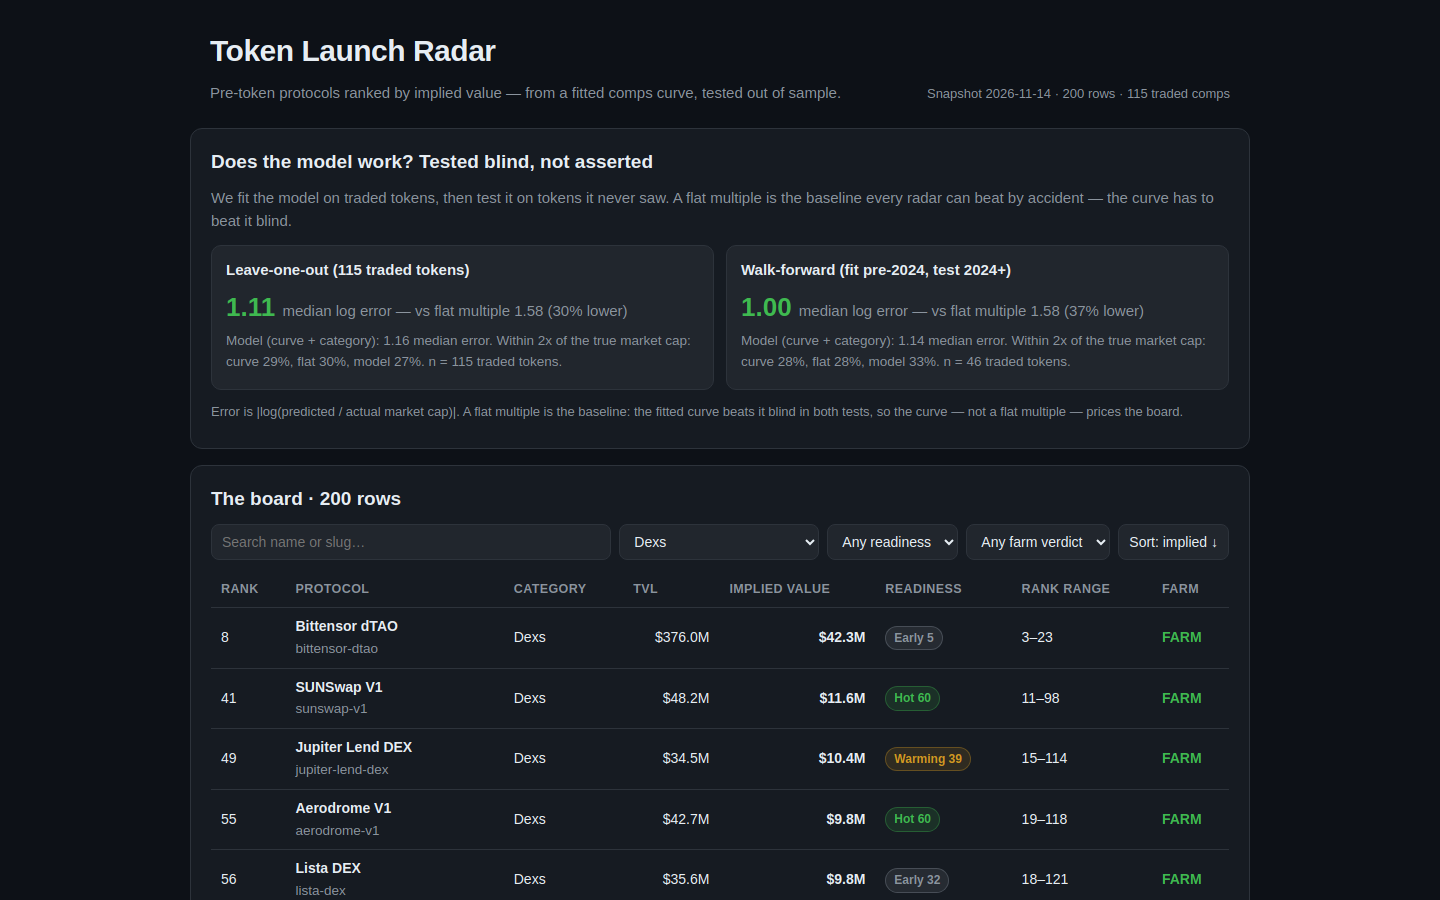 Token Launch Radar
Pre-token protocols ranked by implied value — from a fitted comps curve, tested out of sample.
Snapshot 2026-11-14 · 200 rows · 115 traded comps
Does the model work? Tested blind, not asserted
We fit the model on traded tokens, then test it on tokens it never saw. A flat multiple is the baseline every radar can beat by accident — the curve has to
beat it blind.
Leave-one-out (115 traded tokens)
1.11 median log error — vs flat multiple 1.58 (30% lower)
Model (curve + category): 1.16 median error. Within 2x of the true market cap:
curve 29%, flat 30%, model 27%. n = 115 traded tokens.
Walk-forward (fit pre-2024, test 2024+)
1.00 median log error — vs flat multiple 1.58 (37% lower)
Model (curve + category): 1.14 median error. Within 2x of the true market cap:
curve 28%, flat 28%, model 33%. n = 46 traded tokens.
Error is |log(predicted / actual market cap)|. A flat multiple is the baseline: the fitted curve beats it blind in both tests, so the curve — not a flat multiple — prices the board.
The board · 200 rows
Search name or slug… Dexs Any readiness Any farm verdict Sort: implied ↓
RANK PROTOCOL CATEGORY TVL IMPLIED VALUE READINESS RANK RANGE FARM
8 Bittensor dTAO Dexs $376.0M $42.3M Early 5 3–23 FARM
bittensor-dtao
41 SUNSwap V1 Dexs $48.2M $11.6M Hot 60 11–98 FARM
sunswap-v1
49 Jupiter Lend DEX Dexs $34.5M $10.4M Warming 39 15–114 FARM
jupiter-lend-dex
55 Aerodrome V1 Dexs $42.7M $9.8M Hot 60 19–118 FARM
aerodrome-v1
56 Lista DEX Dexs $35.6M $9.8M Early 32 18–121 FARM
lista-dex